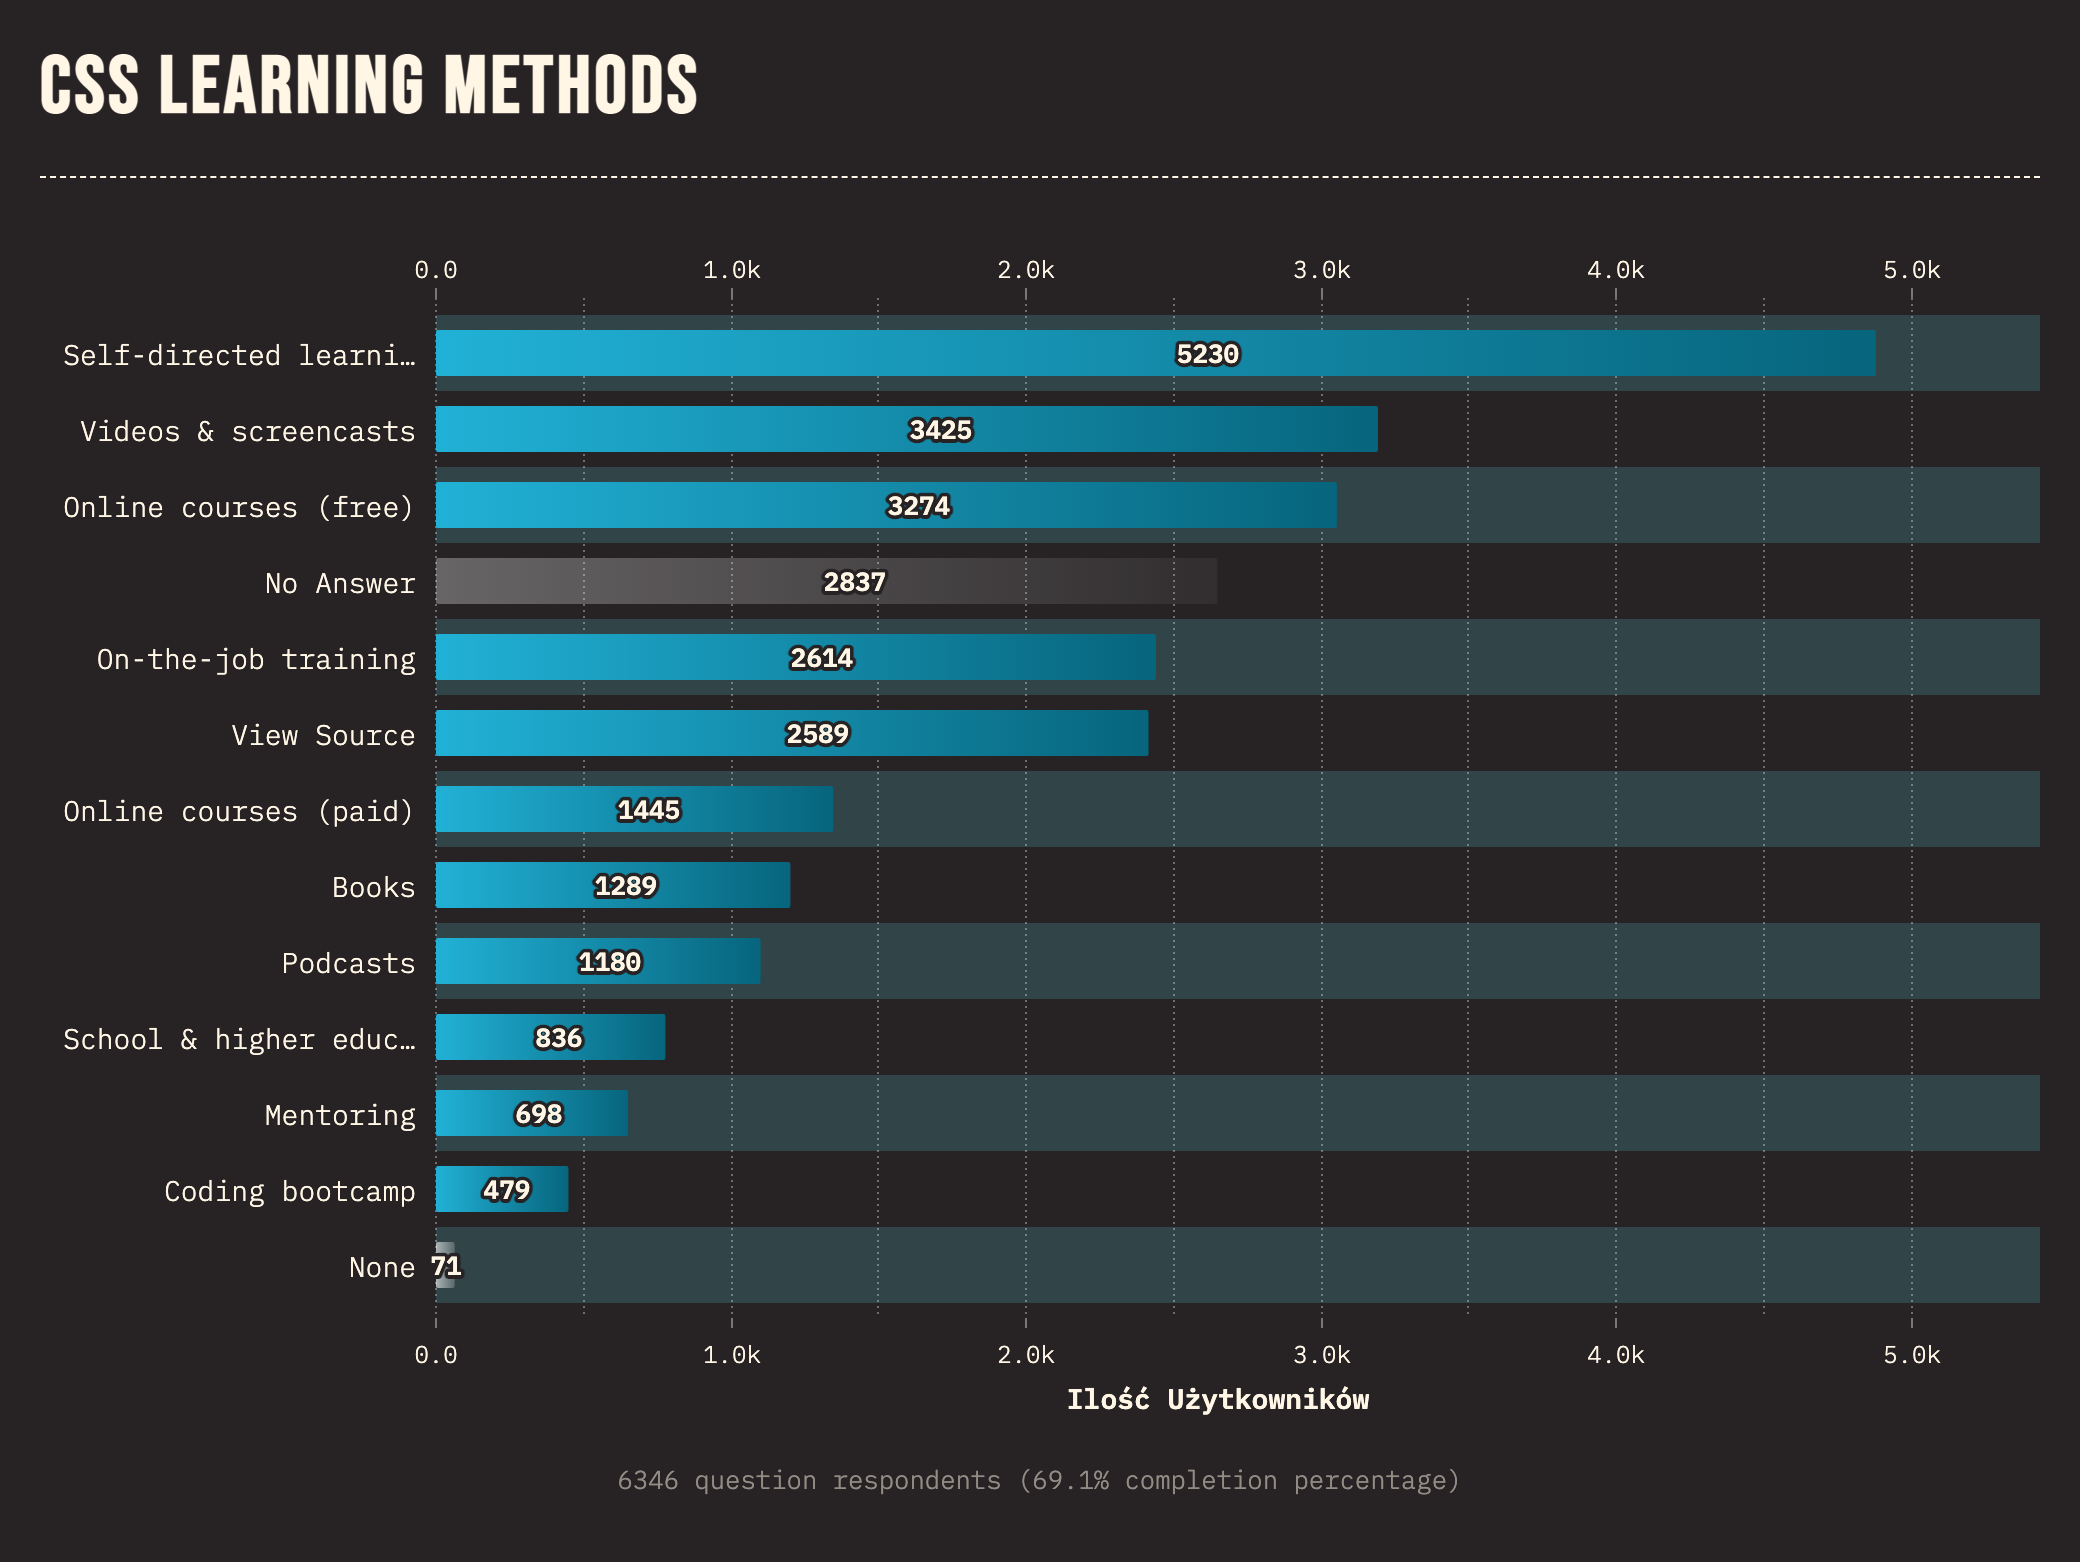 CSS LEARNING METHODS
0.0 1.0k 2.0k 3.0k 4.0k 5.0k
Self-directed learni… 5230
Videos & screencasts 3425
Online courses (free) 3274
No Answer 2837
On-the-job training 2614
View Source 2589
Online courses (paid) 1445
Books 1289
Podcasts 1180
School & higher educ… 836
Mentoring 698
Coding bootcamp 479
None 71
0.0 1.0k 2.0k 3.0k 4.0k 5.0k
Ilość Użytkowników
6346 question respondents (69.1% completion percentage)